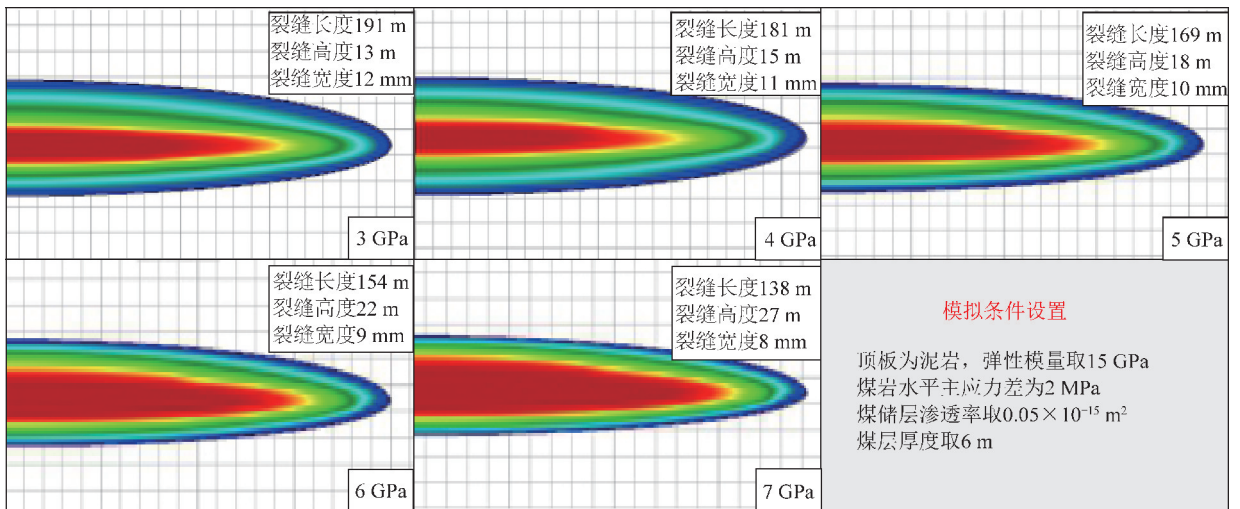 裂缝长度191 m
裂缝高度13 m
裂缝宽度12 mm
3 GPa
裂缝长度181 m
裂缝高度15 m
裂缝宽度11 mm
4 GPa
裂缝长度169 m
裂缝高度18 m
裂缝宽度10 mm
5 GPa
裂缝长度154 m
裂缝高度22 m
裂缝宽度9 mm
6 GPa
裂缝长度138 m
裂缝高度27 m
裂缝宽度8 mm
7 GPa
模拟条件设置
顶板为泥岩，弹性模量取15 GPa
煤岩水平主应力差为2 MPa
煤储层渗透率取0.05×10⁻¹⁵ m²
煤层厚度取6 m